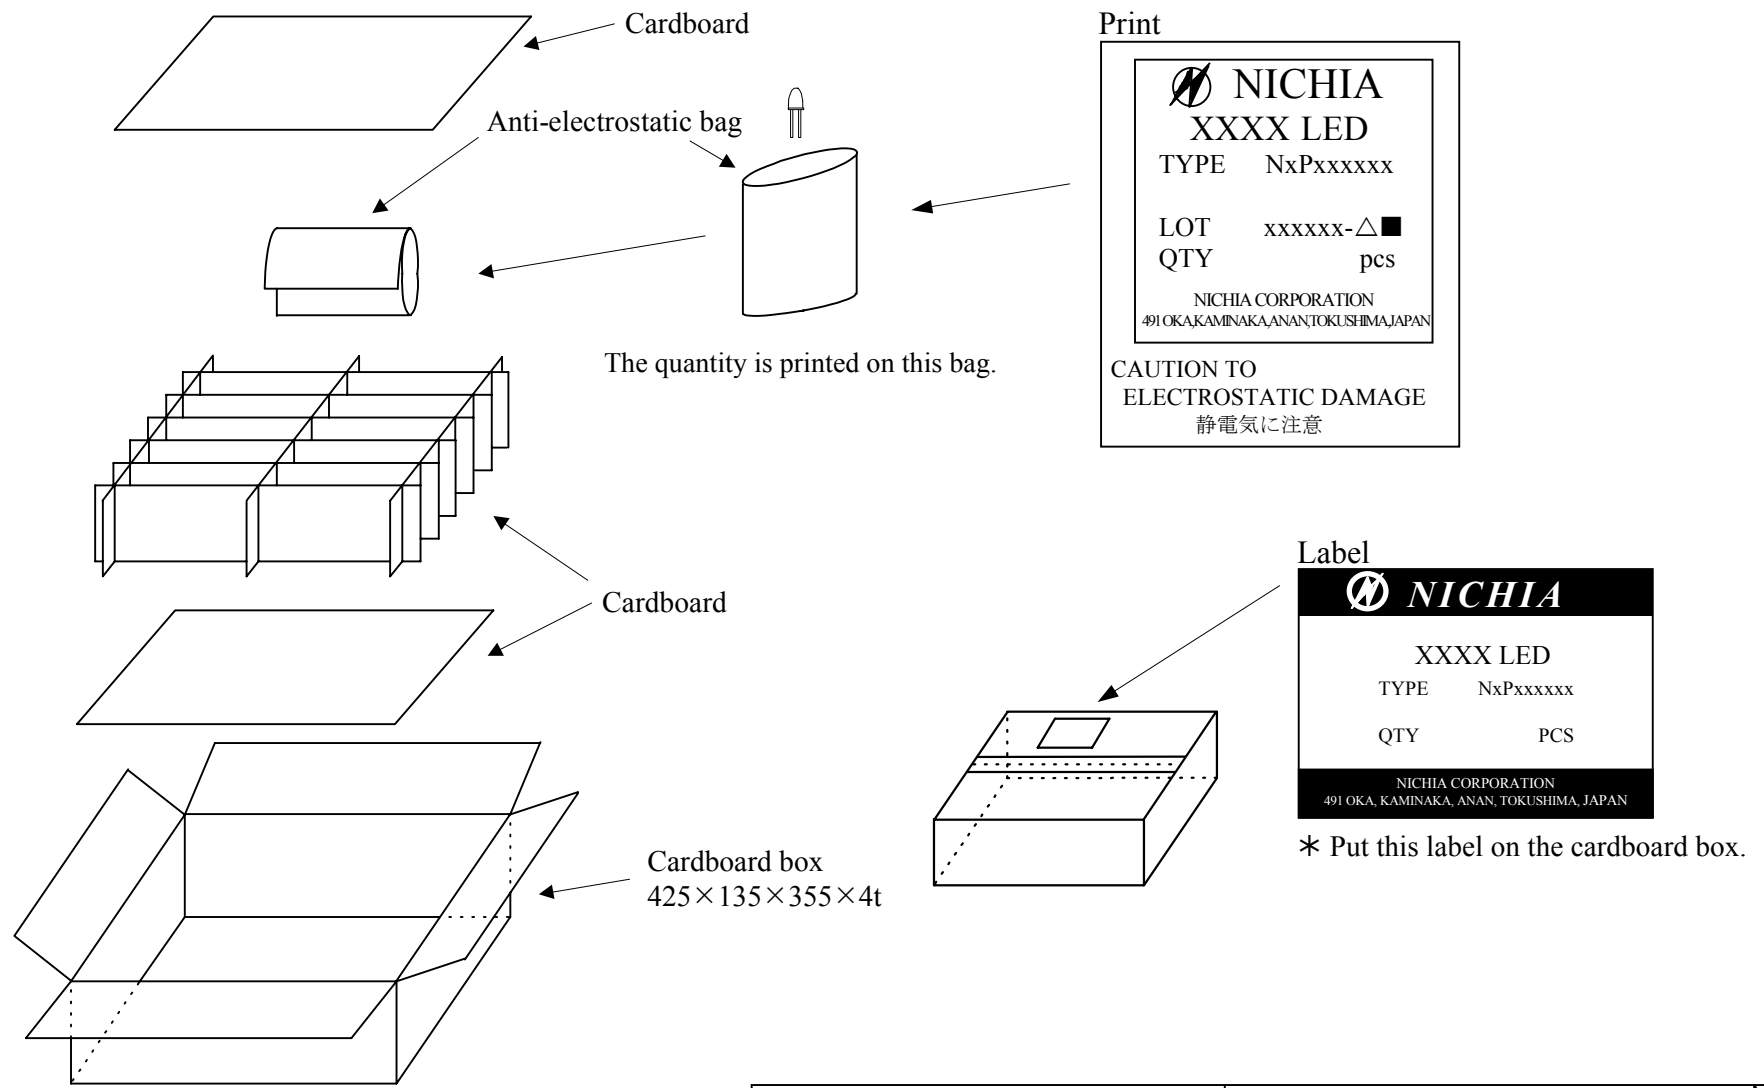 Cardboard
Anti-electrostatic bag
The quantity is printed on this bag.
Print
NICHIA
XXXX LED
TYPE NxPxxxxxx
LOT xxxxxx-△■
QTY pcs
NICHIA CORPORATION
491 OKA,KAMINAKA,ANAN,TOKUSHIMA,JAPAN
CAUTION TO
ELECTROSTATIC DAMAGE
静電気に注意
Cardboard
Cardboard box
425×135×355×4t
Label
NICHIA
XXXX LED
TYPE NxPxxxxxx
QTY PCS
NICHIA CORPORATION
491 OKA, KAMINAKA, ANAN, TOKUSHIMA, JAPAN
＊ Put this label on the cardboard box.